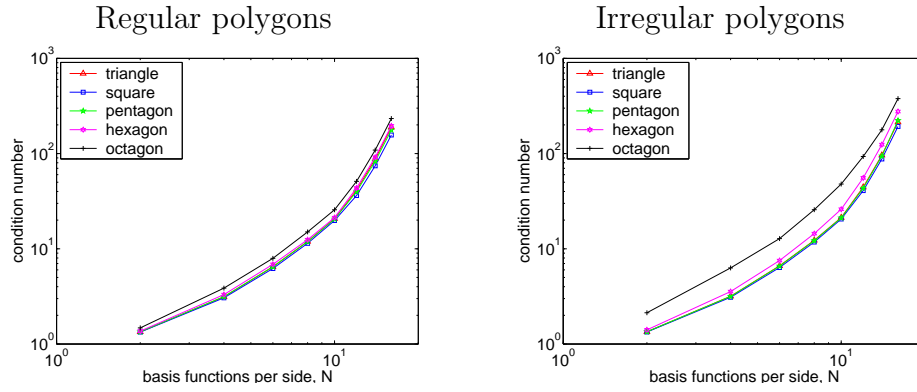 Regular polygons
10^3
10^2
10^1
10^0
condition number
triangle
square
pentagon
hexagon
octagon
10^0
10^1
basis functions per side, N
Irregular polygons
10^3
10^2
10^1
10^0
condition number
triangle
square
pentagon
hexagon
octagon
10^0
10^1
basis functions per side, N